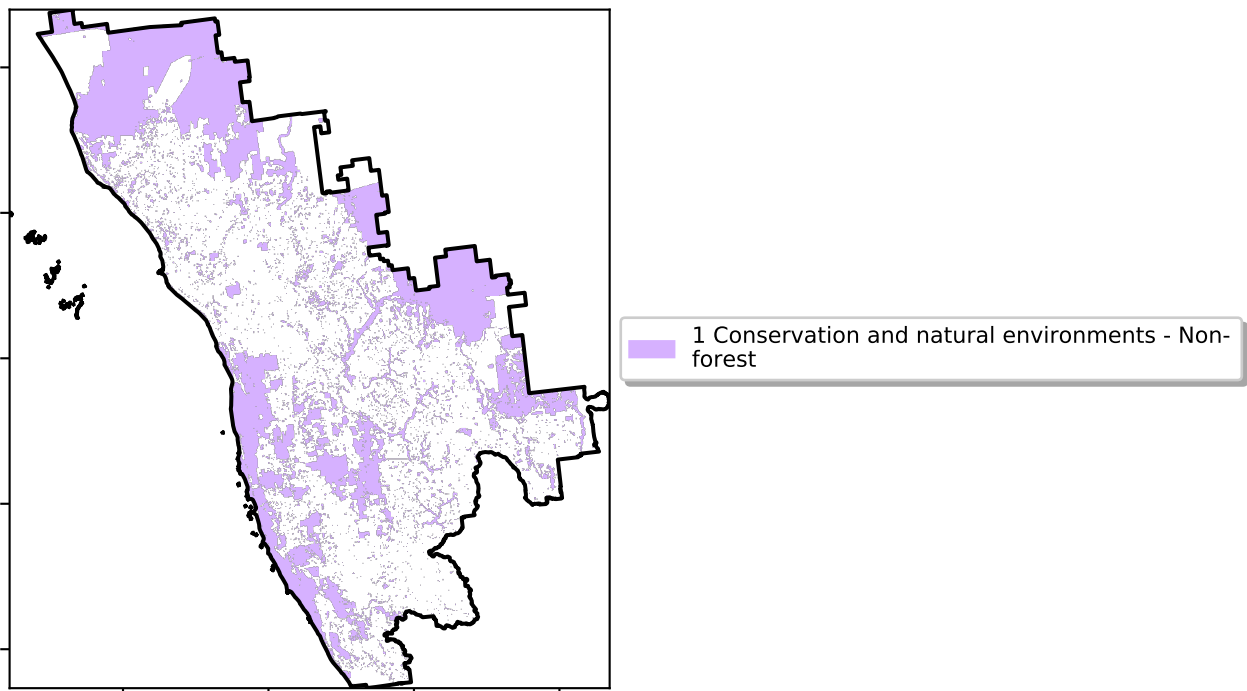 1 Conservation and natural environments - Non-
forest